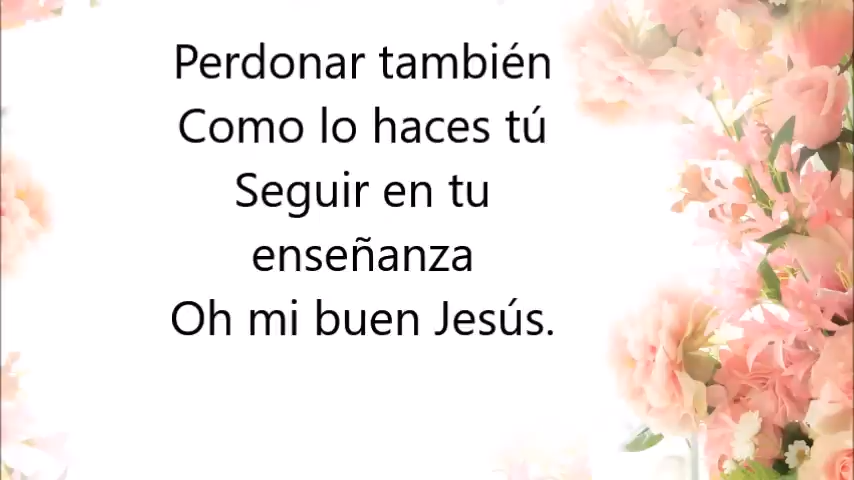 Perdonar también
Como lo haces tú
Seguir en tu
enseñanza
Oh mi buen Jesús.